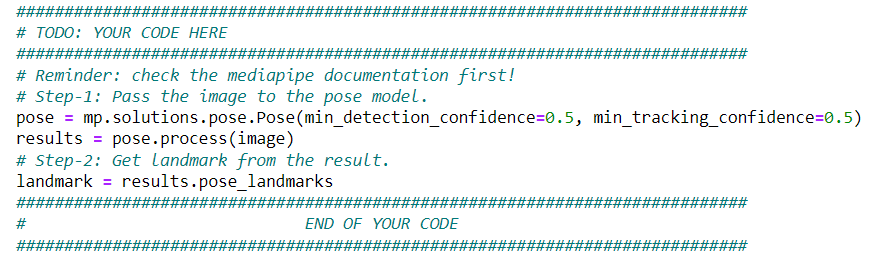 ################################################################################
# TODO: YOUR CODE HERE
################################################################################
# Reminder: check the mediapipe documentation first!
# Step-1: Pass the image to the pose model.
pose = mp.solutions.pose.Pose(min_detection_confidence=0.5, min_tracking_confidence=0.5)
results = pose.process(image)
# Step-2: Get landmark from the result.
landmark = results.pose_landmarks
################################################################################
#                                END OF YOUR CODE
################################################################################